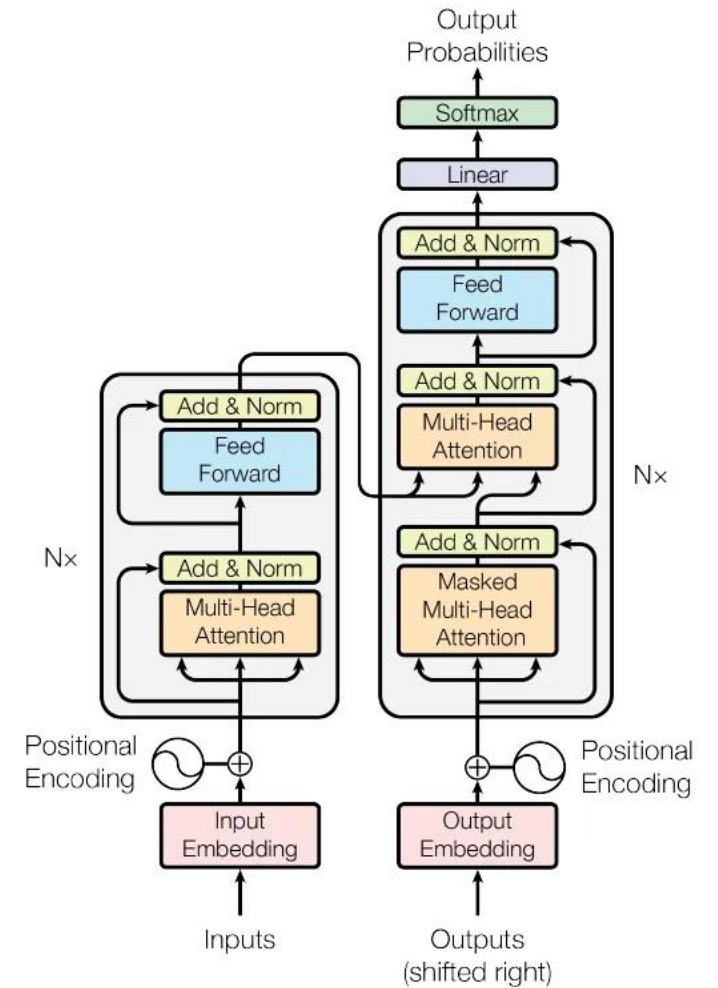 Output
Probabilities
Softmax
Linear
Add & Norm
Feed
Forward
Add & Norm
Multi-Head
Attention
Nx
Add & Norm
Masked
Multi-Head
Attention
Add & Norm
Feed
Forward
Nx
Add & Norm
Multi-Head
Attention
Positional
Encoding
Positional
Encoding
Input
Embedding
Output
Embedding
Inputs
Outputs
(shifted right)